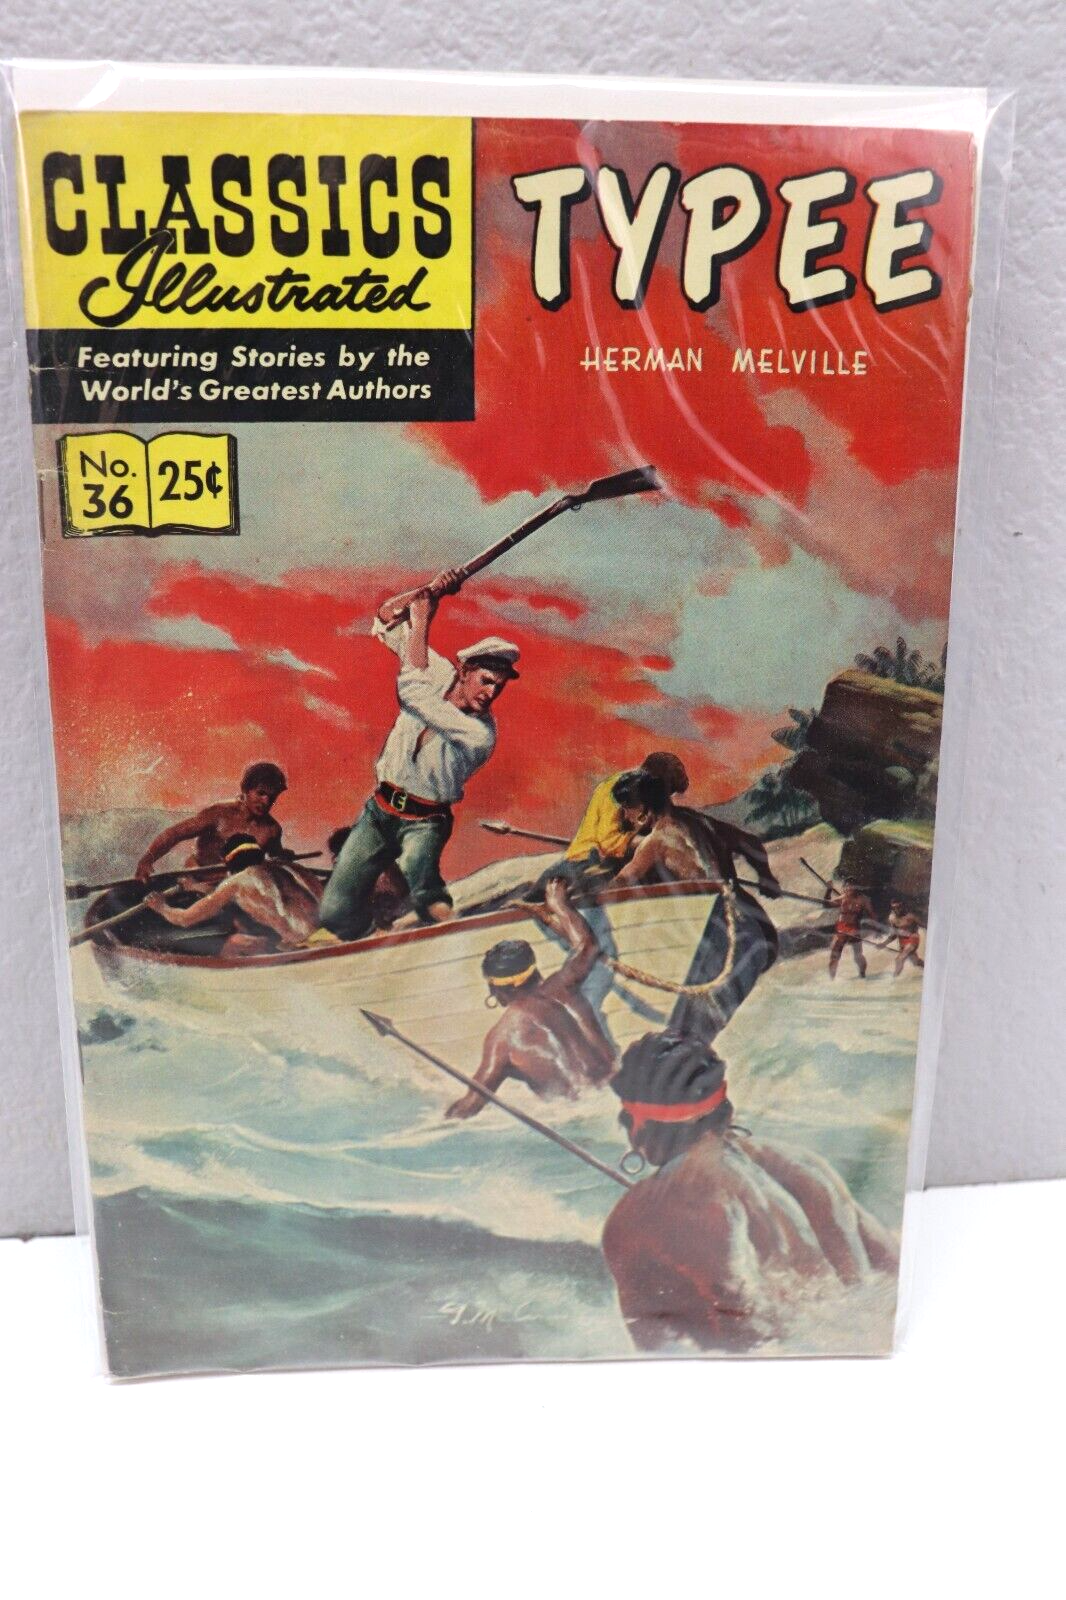 CLASSICS
Illustrated
Featuring Stories by the
World's Greatest Authors
No.
36
25¢
TYPEE
HERMAN MELVILLE